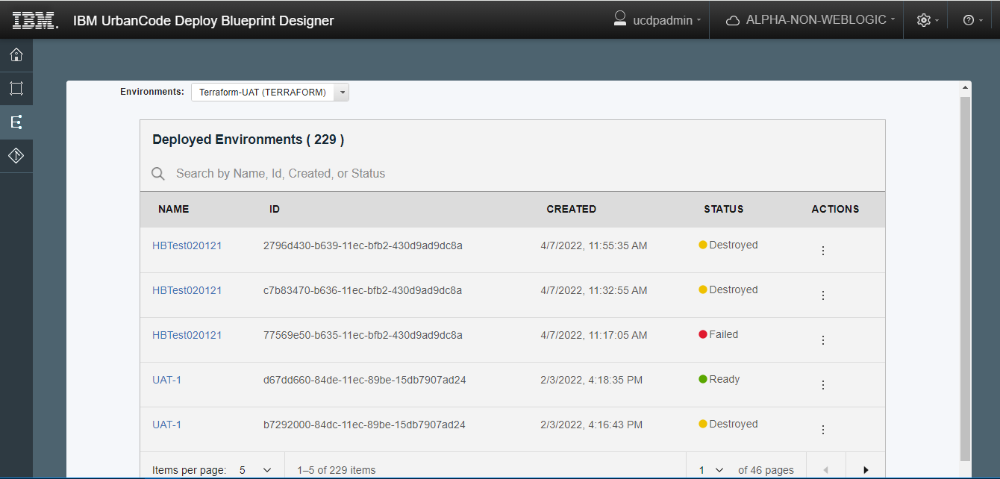 IBM. IBM UrbanCode Deploy Blueprint Designer ucdpadmin ALPHA-NON-WEBLOGIC
Environments: Terraform-UAT (TERRAFORM)
Deployed Environments ( 229 )
Search by Name, Id, Created, or Status
NAME ID CREATED STATUS ACTIONS
HBTest020121 2796d430-b639-11ec-bfb2-430d9ad9dc8a 4/7/2022, 11:55:35 AM Destroyed
HBTest020121 c7b83470-b636-11ec-bfb2-430d9ad9dc8a 4/7/2022, 11:32:55 AM Destroyed
HBTest020121 77569e50-b635-11ec-bfb2-430d9ad9dc8a 4/7/2022, 11:17:05 AM Failed
UAT-1 d67dd660-84de-11ec-89be-15db7907ad24 2/3/2022, 4:18:35 PM Ready
UAT-1 b7292000-84dc-11ec-89be-15db7907ad24 2/3/2022, 4:16:43 PM Destroyed
Items per page: 5 1–5 of 229 items 1 of 46 pages